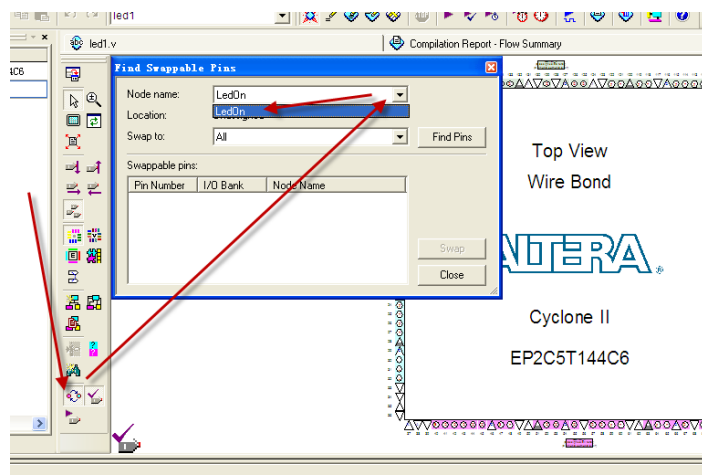 led1
led1.v
Compilation Report - Flow Summary
4C6
Find Swappable Pins
Node name:
LedOn
LedOn
Location:
Swap to:
All
Find Pins
Swappable pins:
Pin Number
I/O Bank
Node Name
Swap
Close
Top View
Wire Bond
ALTERA
Cyclone II
EP2C5T144C6